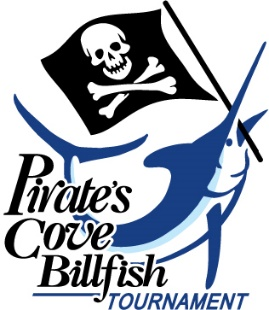 Pirate's
Cove
Billfish
TOURNAMENT